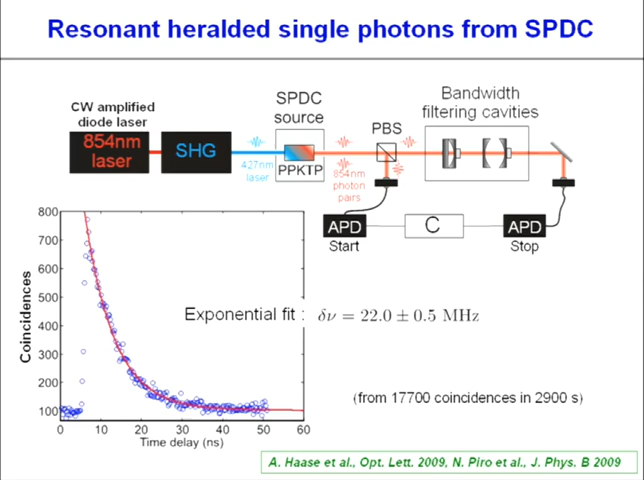 Resonant heralded single photons from SPDC
CW amplified
diode laser
854nm
laser
SHG
427nm
laser
SPDC
source
PPKTP
854nm
photon
pairs
PBS
Bandwidth
filtering cavities
APD
Start
C
APD
Stop
800
700
600
500
400
300
200
100
Coincidences
0
10
20
30
40
50
60
Time delay (ns)
Exponential fit : δν = 22.0 ± 0.5 MHz
(from 17700 coincidences in 2900 s)
A. Haase et al., Opt. Lett. 2009, N. Piro et al., J. Phys. B 2009